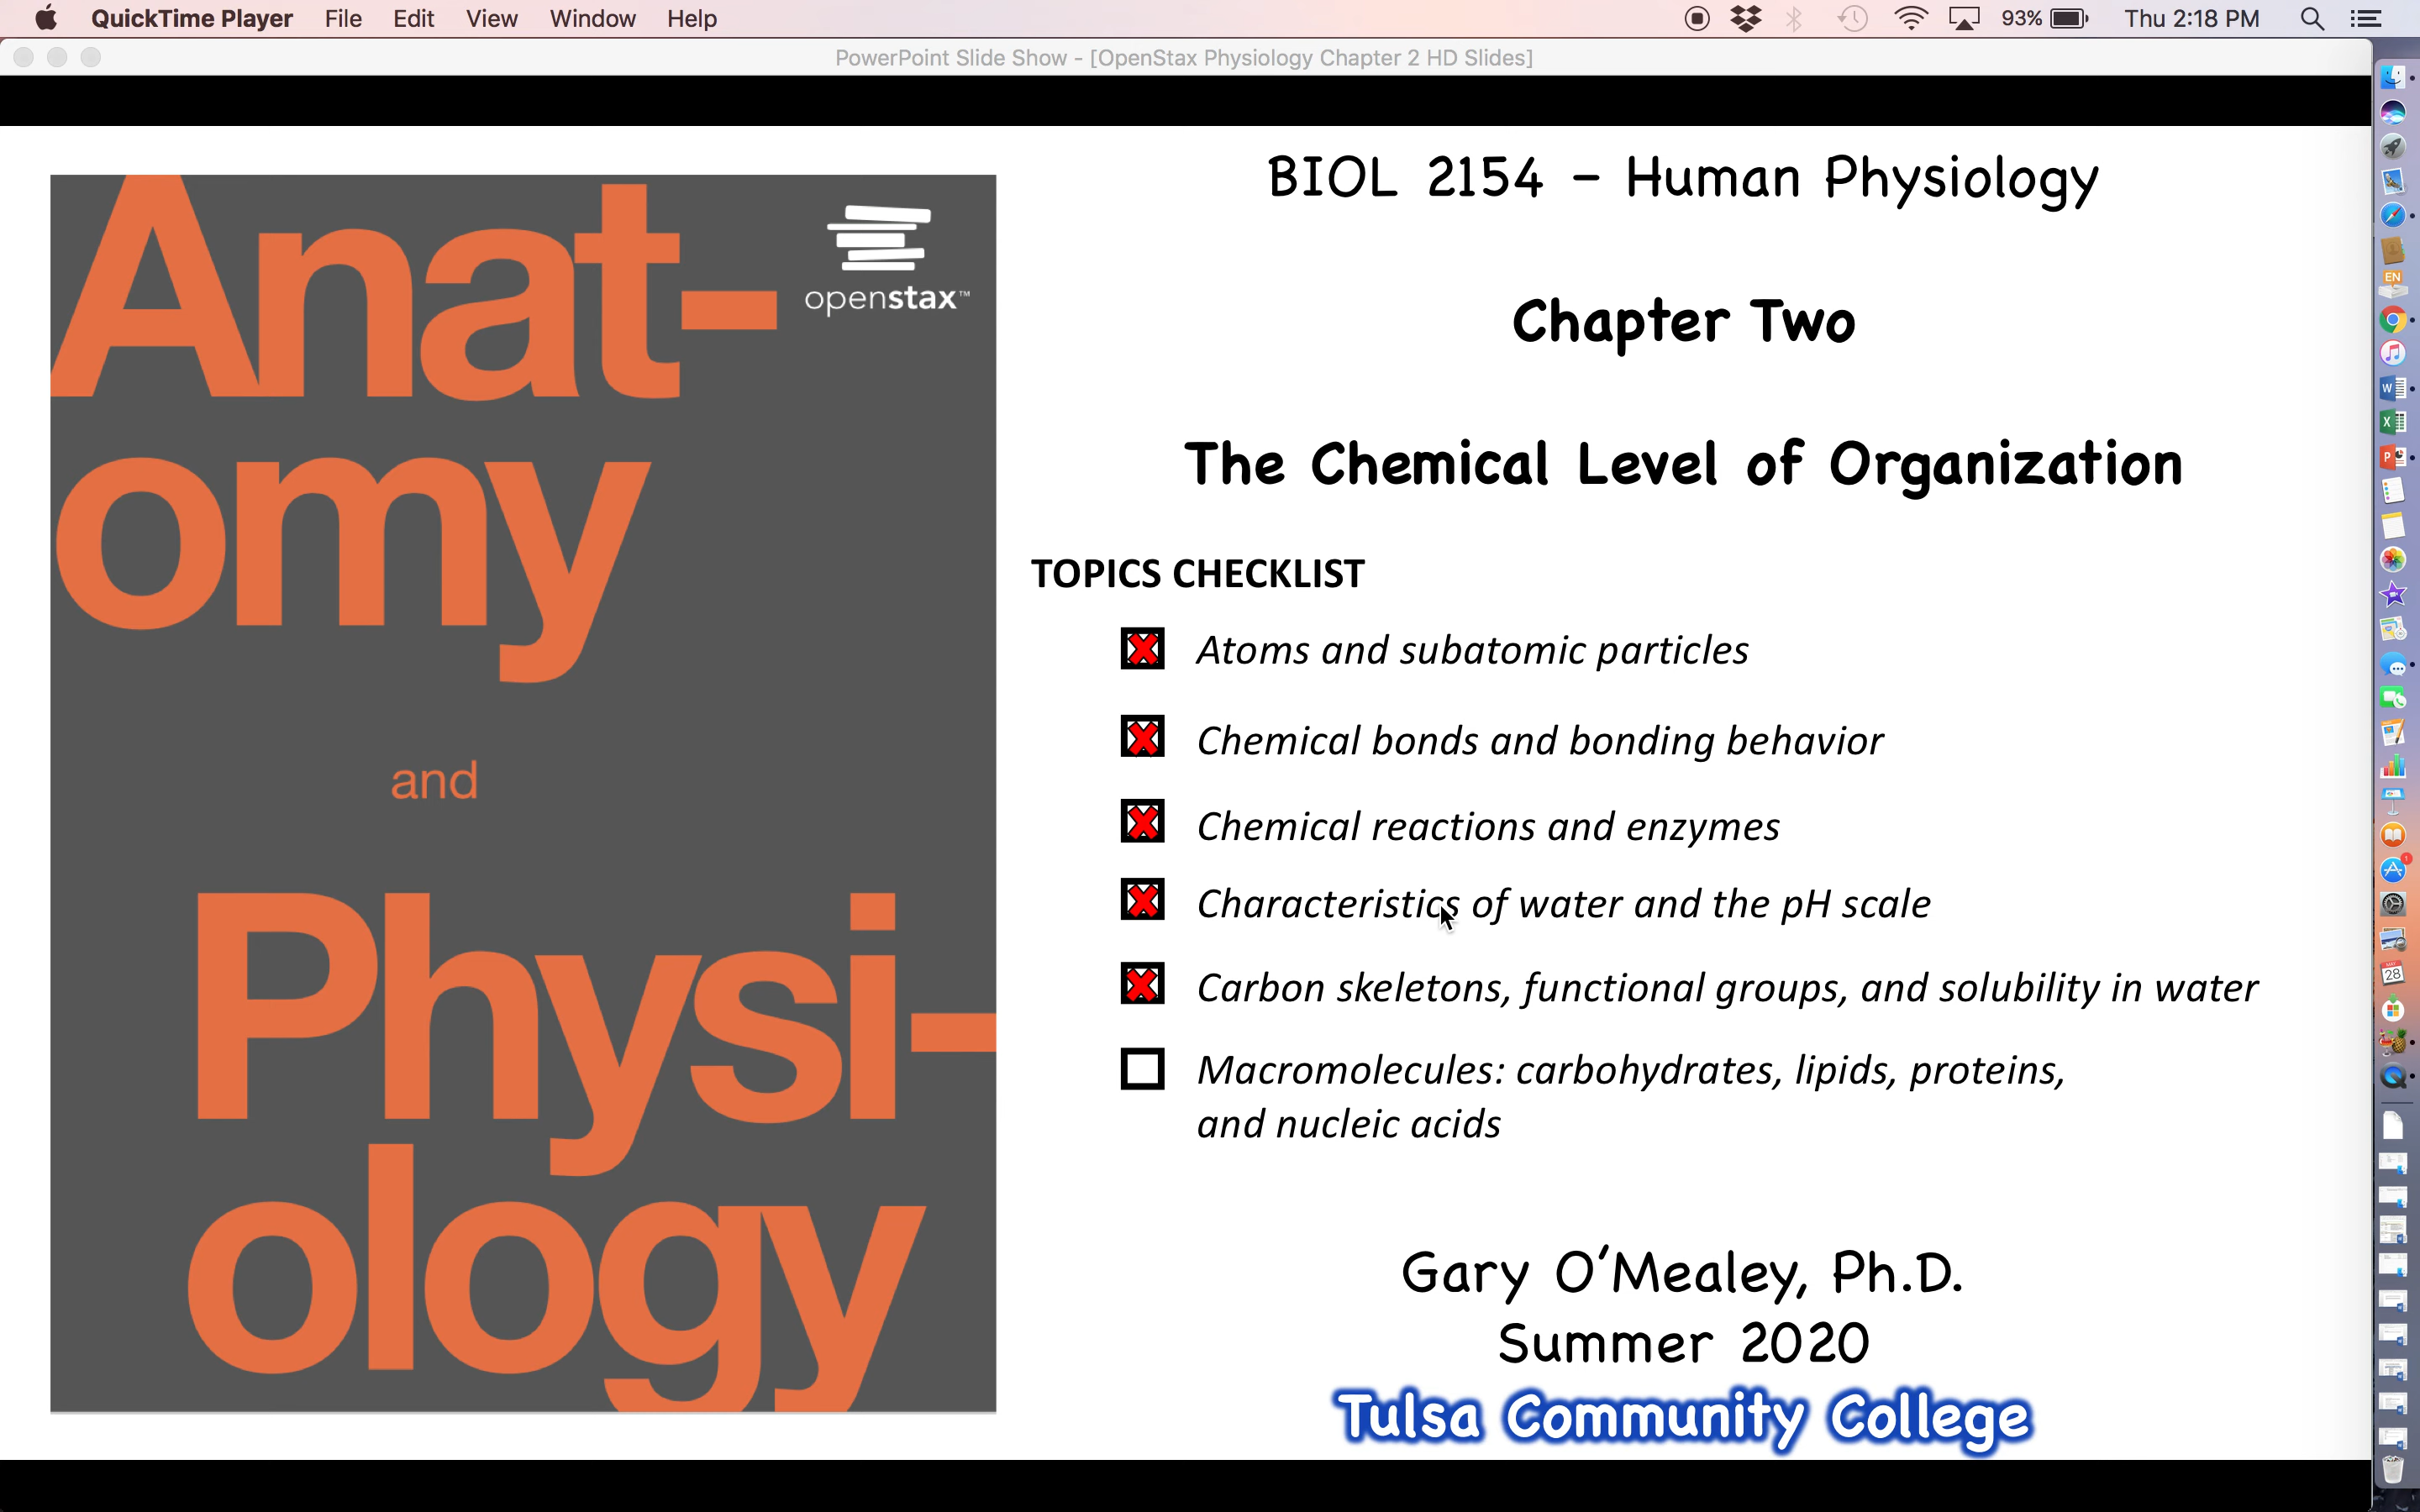 QuickTime Player File Edit View Window Help 93% Thu 2:18 PM
PowerPoint Slide Show - [OpenStax Physiology Chapter 2 HD Slides]
Anat-
omy
and
Physi-
ology
openstax™
BIOL 2154 – Human Physiology
Chapter Two
The Chemical Level of Organization
TOPICS CHECKLIST
Atoms and subatomic particles
Chemical bonds and bonding behavior
Chemical reactions and enzymes
Characteristics of water and the pH scale
Carbon skeletons, functional groups, and solubility in water
Macromolecules: carbohydrates, lipids, proteins,
and nucleic acids
Gary O’Mealey, Ph.D.
Summer 2020
Tulsa Community College
EN
28